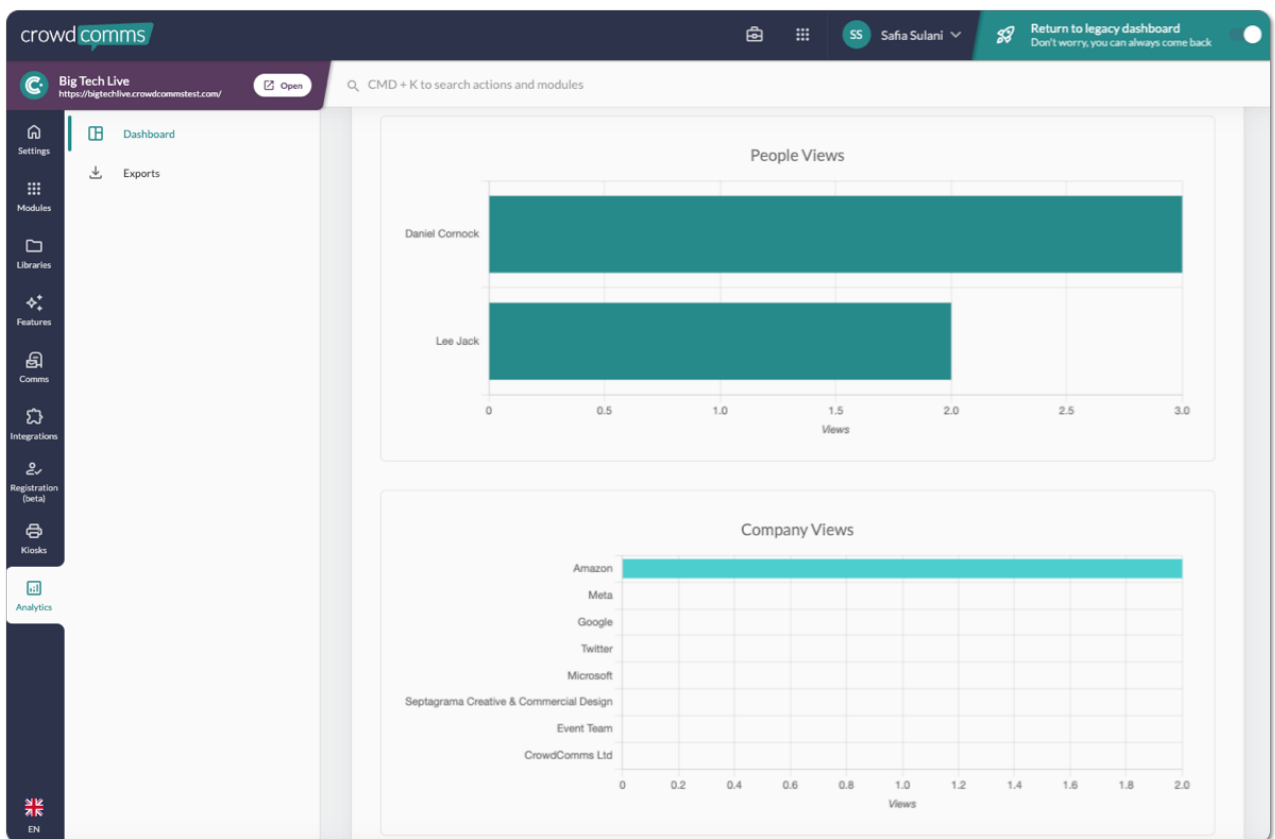 crowdcomms
SS
Safia Sulani
Return to legacy dashboard
Don't worry, you can always come back
Big Tech Live
https://bigtechlive.crowdcommstest.com/
Open
CMD + K to search actions and modules
Settings
Modules
Libraries
Features
Comms
Integrations
Registration
(beta)
Kiosks
Analytics
EN
Dashboard
Exports
People Views
Daniel Cornock
Lee Jack
0 0.5 1.0 1.5 2.0 2.5 3.0
Views
Company Views
Amazon
Meta
Google
Twitter
Microsoft
Septagrama Creative & Commercial Design
Event Team
CrowdComms Ltd
0 0.2 0.4 0.6 0.8 1.0 1.2 1.4 1.6 1.8 2.0
Views